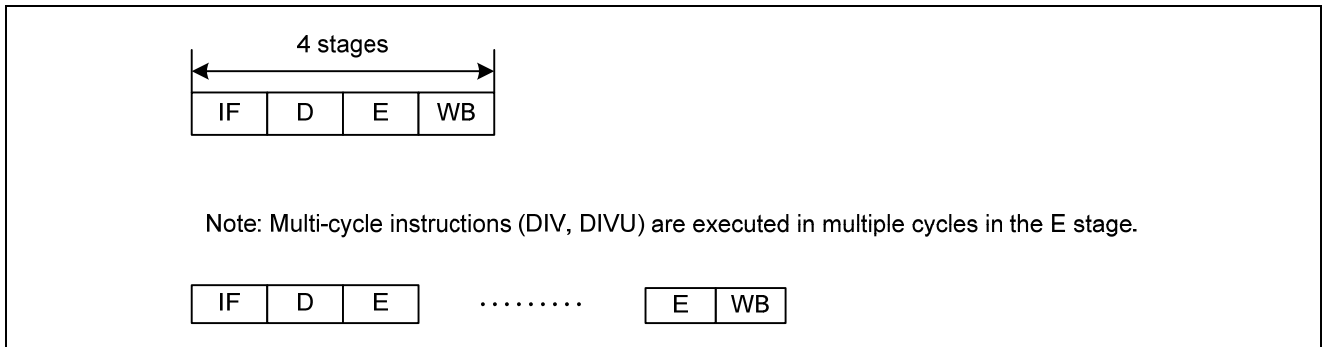 4 stages
IF D E WB
Note: Multi-cycle instructions (DIV, DIVU) are executed in multiple cycles in the E stage.
IF D E ········· E WB